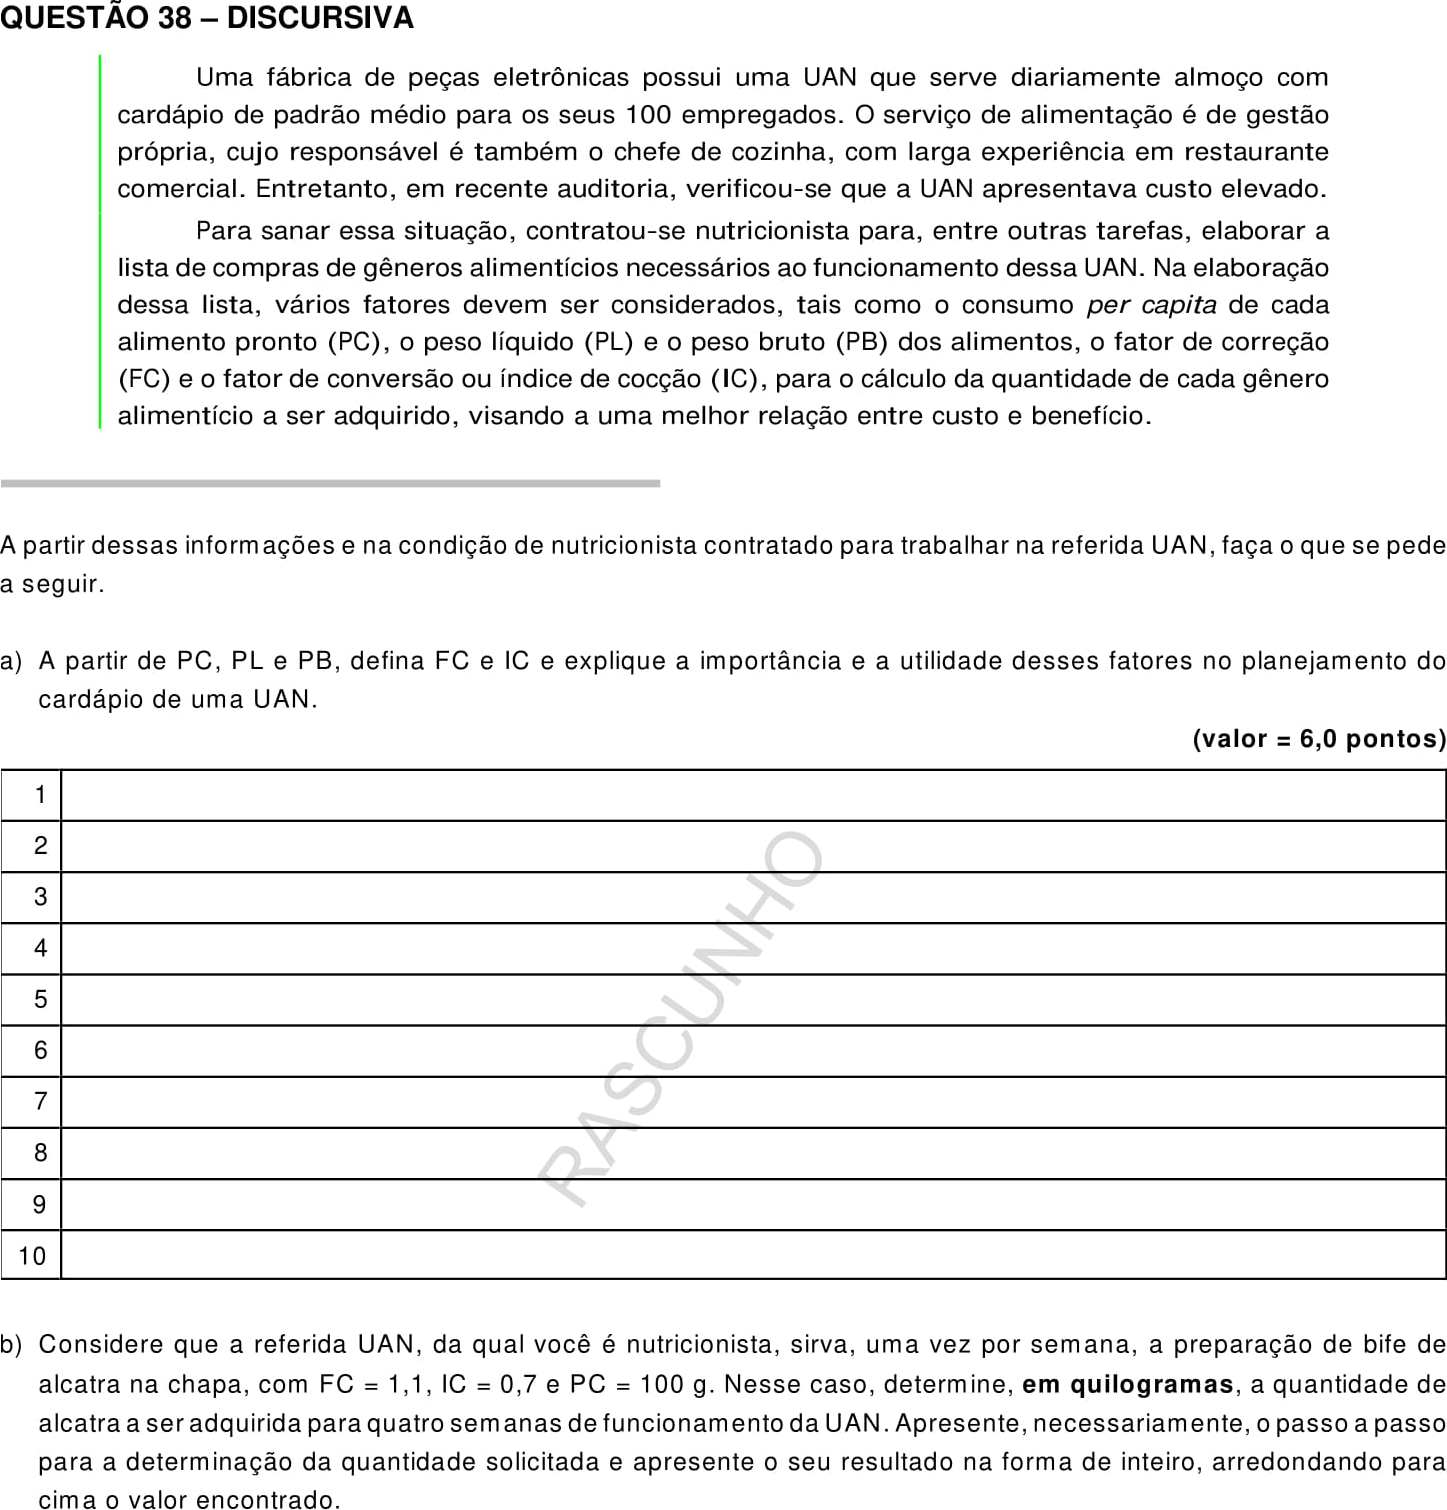 QUESTÃO 38 – DISCURSIVA
Uma fábrica de peças eletrônicas possui uma UAN que serve diariamente almoço com
cardápio de padrão médio para os seus 100 empregados. O serviço de alimentação é de gestão
própria, cujo responsável é também o chefe de cozinha, com larga experiência em restaurante
comercial. Entretanto, em recente auditoria, verificou-se que a UAN apresentava custo elevado.
Para sanar essa situação, contratou-se nutricionista para, entre outras tarefas, elaborar a
lista de compras de gêneros alimentícios necessários ao funcionamento dessa UAN. Na elaboração
dessa lista, vários fatores devem ser considerados, tais como o consumo per capita de cada
alimento pronto (PC), o peso líquido (PL) e o peso bruto (PB) dos alimentos, o fator de correção
(FC) e o fator de conversão ou índice de cocção (IC), para o cálculo da quantidade de cada gênero
alimentício a ser adquirido, visando a uma melhor relação entre custo e benefício.
A partir dessas informações e na condição de nutricionista contratado para trabalhar na referida UAN, faça o que se pede
a seguir.
a) A partir de PC, PL e PB, defina FC e IC e explique a importância e a utilidade desses fatores no planejamento do
cardápio de uma UAN.
(valor = 6,0 pontos)
1
2
3
4
5
6
7
8
9
10
RASCUNHO
b) Considere que a referida UAN, da qual você é nutricionista, sirva, uma vez por semana, a preparação de bife de
alcatra na chapa, com FC = 1,1, IC = 0,7 e PC = 100 g. Nesse caso, determine, em quilogramas, a quantidade de
alcatra a ser adquirida para quatro semanas de funcionamento da UAN. Apresente, necessariamente, o passo a passo
para a determinação da quantidade solicitada e apresente o seu resultado na forma de inteiro, arredondando para
cima o valor encontrado.